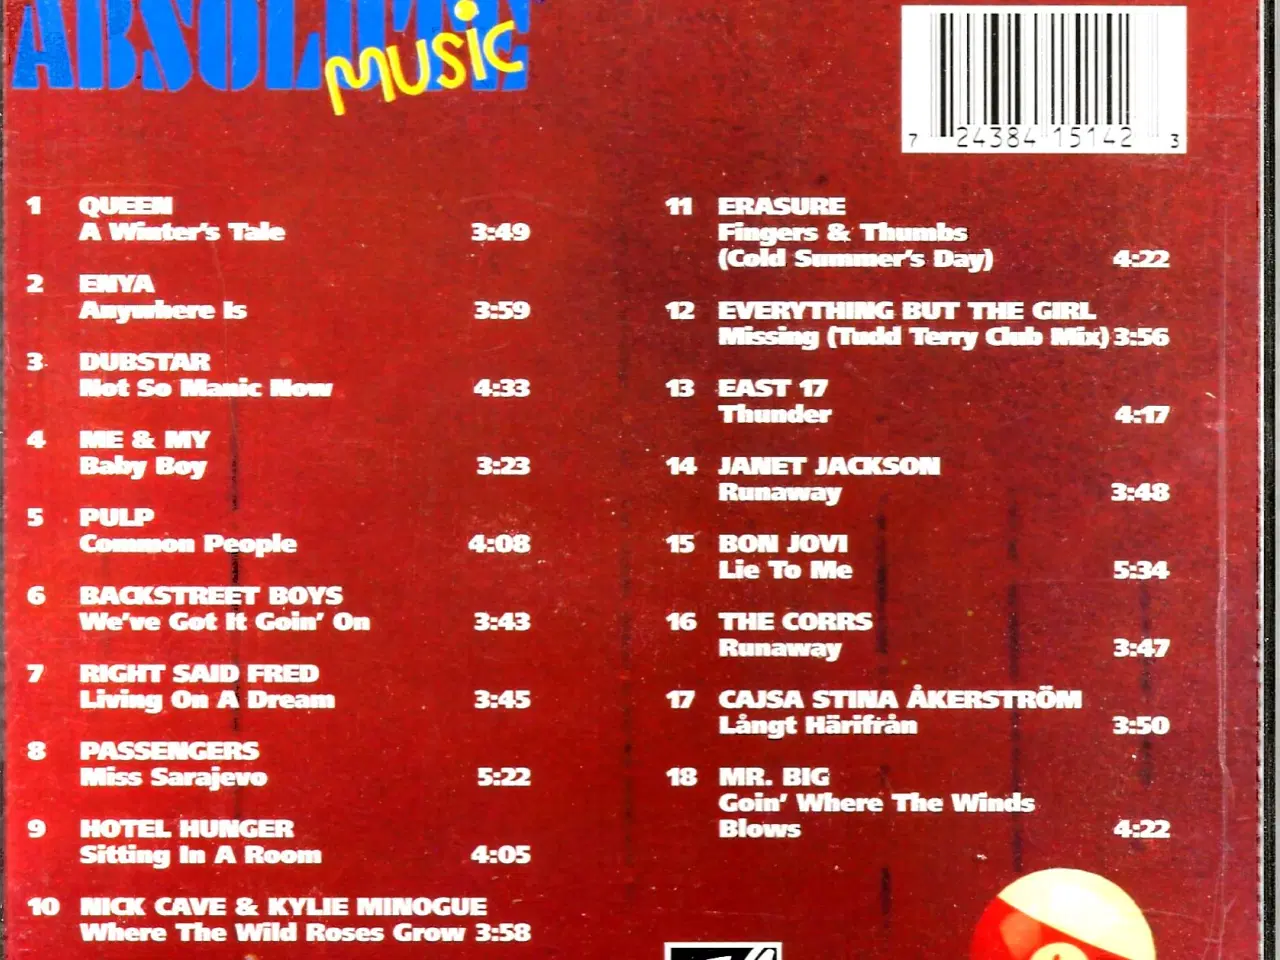 ABSOLUTE
MUSIC
7 24384 15142 3
1 QUEEN
A Winter's Tale 3:49
2 ENYA
Anywhere Is 3:59
3 DUBSTAR
Not So Manic Now 4:33
4 ME & MY
Baby Boy 3:23
5 PULP
Common People 4:08
6 BACKSTREET BOYS
We've Got It Goin' On 3:43
7 RIGHT SAID FRED
Living On A Dream 3:45
8 PASSENGERS
Miss Sarajevo 5:22
9 HOTEL HUNGER
Sitting In A Room 4:05
10 NICK CAVE & KYLIE MINOGUE
Where The Wild Roses Grow 3:58
11 ERASURE
Fingers & Thumbs
(Cold Summer's Day) 4:22
12 EVERYTHING BUT THE GIRL
Missing (Tudd Terry Club Mix) 3:56
13 EAST 17
Thunder 4:17
14 JANET JACKSON
Runaway 3:48
15 BON JOVI
Lie To Me 5:34
16 THE CORRS
Runaway 3:47
17 CAJSA STINA ÅKERSTRÖM
Långt Härifrån 3:50
18 MR. BIG
Goin' Where The Winds
Blows 4:22